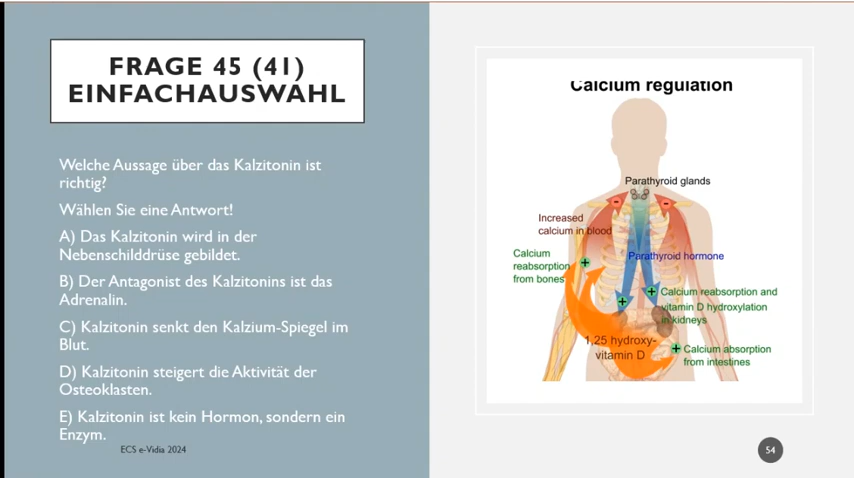 FRAGE 45 (41)
EINFACHAUSWAHL
Welche Aussage über das Kalzitonin ist
richtig?
Wählen Sie eine Antwort!
A) Das Kalzitonin wird in der
Nebenschilddrüse gebildet.
B) Der Antagonist des Kalzitonins ist das
Adrenalin.
C) Kalzitonin senkt den Kalzium-Spiegel im
Blut.
D) Kalzitonin steigert die Aktivität der
Osteoklasten.
E) Kalzitonin ist kein Hormon, sondern ein
Enzym.
ECS e-Vidia 2024
Calcium regulation
Parathyroid glands
Increased
calcium in blood
Calcium
reabsorption
from bones
Parathyroid hormone
Calcium reabsorption and
vitamin D hydroxylation
in kidneys
1,25 hydroxy-
vitamin D
Calcium absorption
from intestines
54